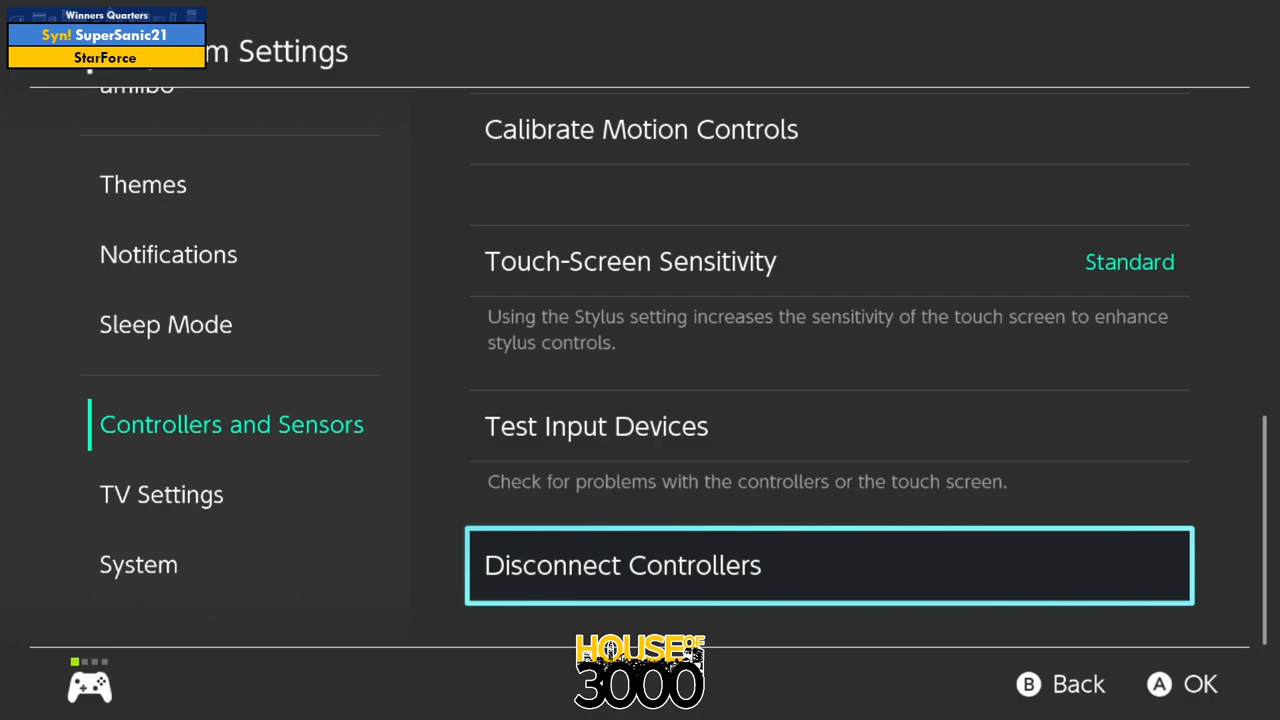 Winners Quarters
Syn! SuperSanic21
StarForce
m Settings
amiibo
Themes
Notifications
Sleep Mode
Controllers and Sensors
TV Settings
System
Calibrate Motion Controls
Touch-Screen Sensitivity Standard
Using the Stylus setting increases the sensitivity of the touch screen to enhance
stylus controls.
Test Input Devices
Check for problems with the controllers or the touch screen.
Disconnect Controllers
HOUSE OF
3000
B Back A OK